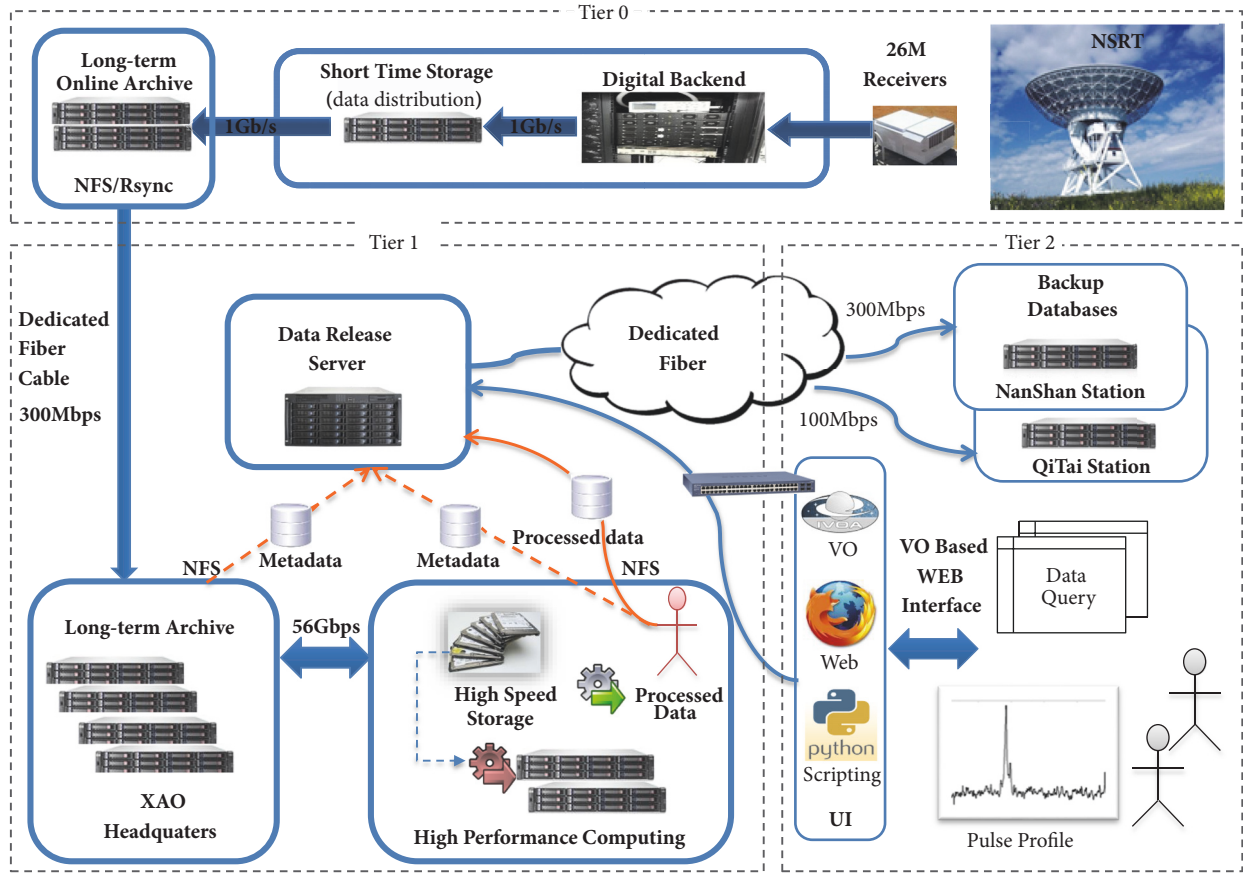 Tier 0
Long-term
Online Archive
NFS/Rsync
1Gb/s
Short Time Storage
(data distribution)
1Gb/s
Digital Backend
26M
Receivers
NSRT
Tier 1
Dedicated
Fiber
Cable
300Mbps
Data Release
Server
Dedicated
Fiber
Metadata
Metadata
Processed data
NFS
NFS
Long-term Archive
XAO
Headquaters
56Gbps
High Speed
Storage
Processed
Data
High Performance Computing
Tier 2
300Mbps
100Mbps
Backup
Databases
NanShan Station
QiTai Station
IVOA
VO
Web
python
Scripting
UI
VO Based
WEB
Interface
Data
Query
Pulse Profile